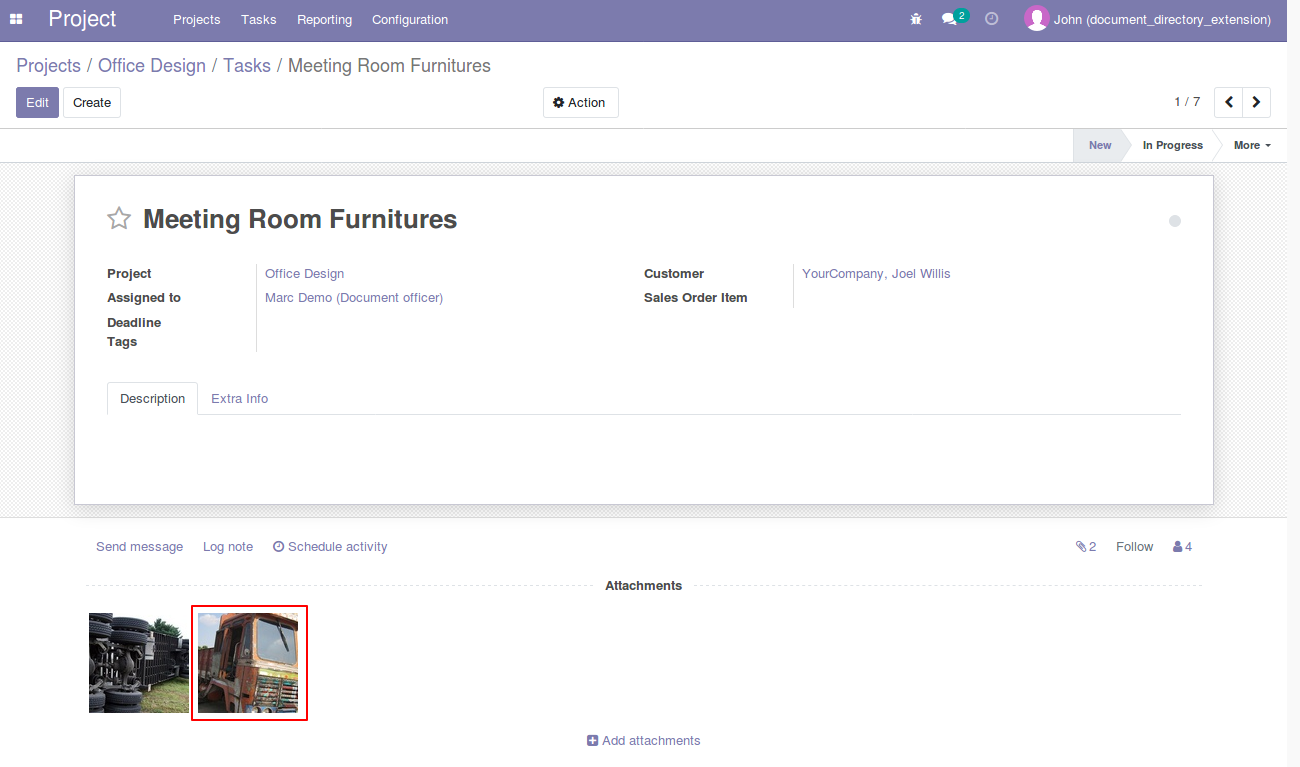 Project Projects Tasks Reporting Configuration 2 John (document_directory_extension)
Projects / Office Design / Tasks / Meeting Room Furnitures
Edit Create Action 1 / 7
New In Progress More
Meeting Room Furnitures
Project Office Design Customer YourCompany, Joel Willis
Assigned to Marc Demo (Document officer) Sales Order Item
Deadline
Tags
Description Extra Info
Send message Log note Schedule activity 2 Follow 4
Attachments
Add attachments